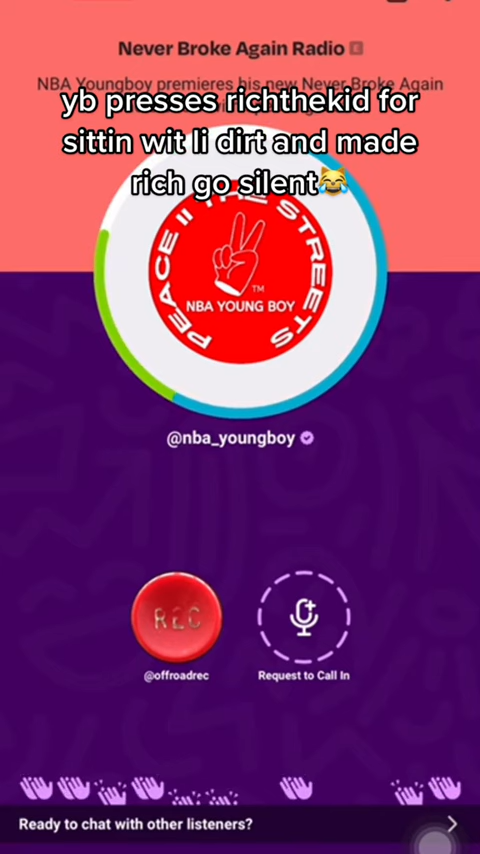 Never Broke Again Radio E
NBA Youngboy premieres his new Never Broke Again
yb presses richthekid for
sittin wit li dirt and made
rich go silent😹
PEACE II THE STREETS
TM
NBA YOUNG BOY
@nba_youngboy
REC
@offroadrec
Request to Call In
Ready to chat with other listeners?